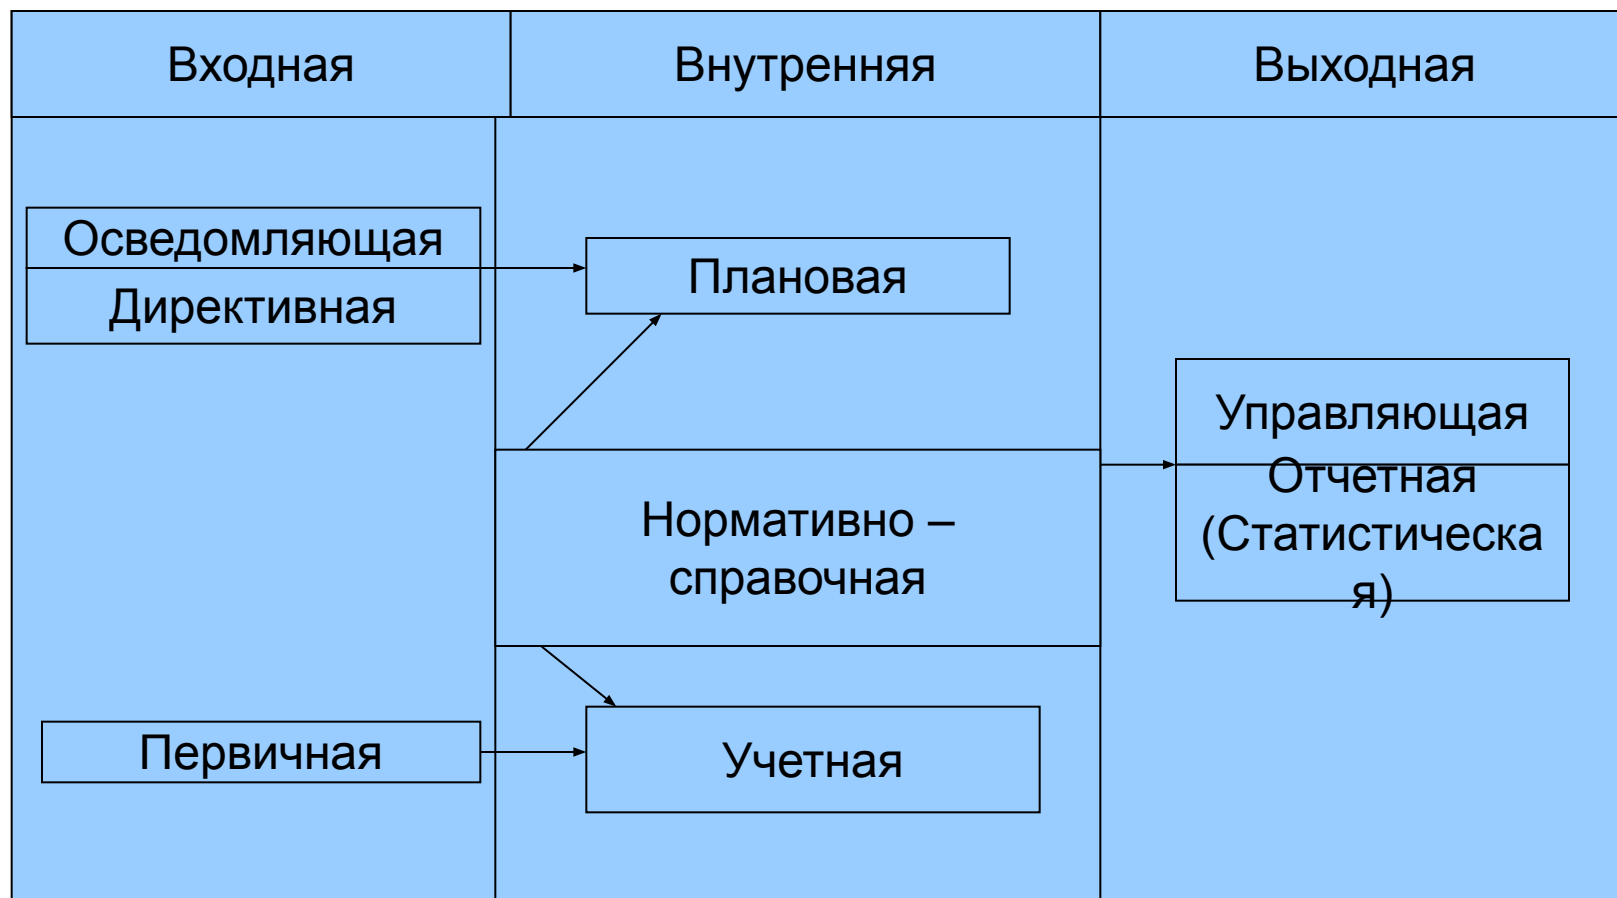 Входная
Внутренняя
Выходная
Осведомляющая
Директивная
Плановая
Управляющая
Отчетная
(Статистическа
я)
Нормативно –
справочная
Первичная
Учетная